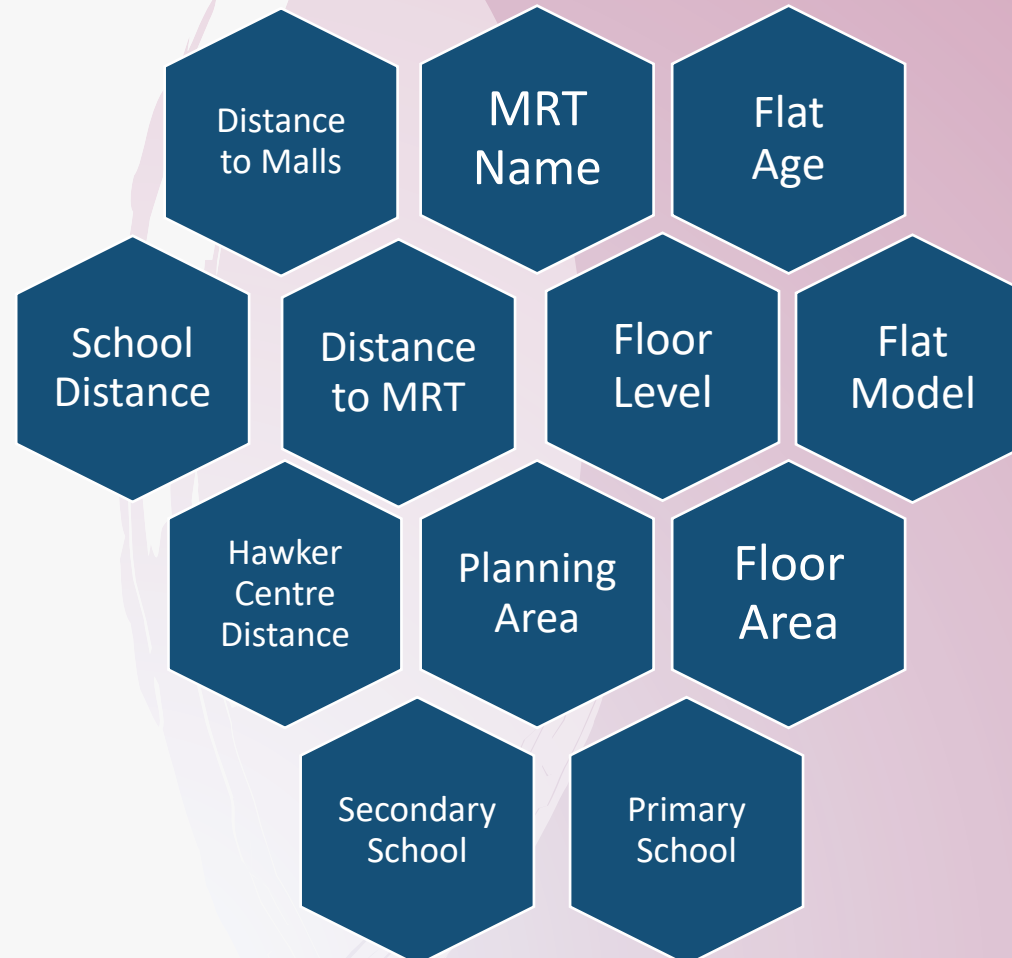 Distance
to Malls
MRT
Name
Flat
Age
School
Distance
Distance
to MRT
Floor
Level
Flat
Model
Hawker
Centre
Distance
Planning
Area
Floor
Area
Secondary
School
Primary
School